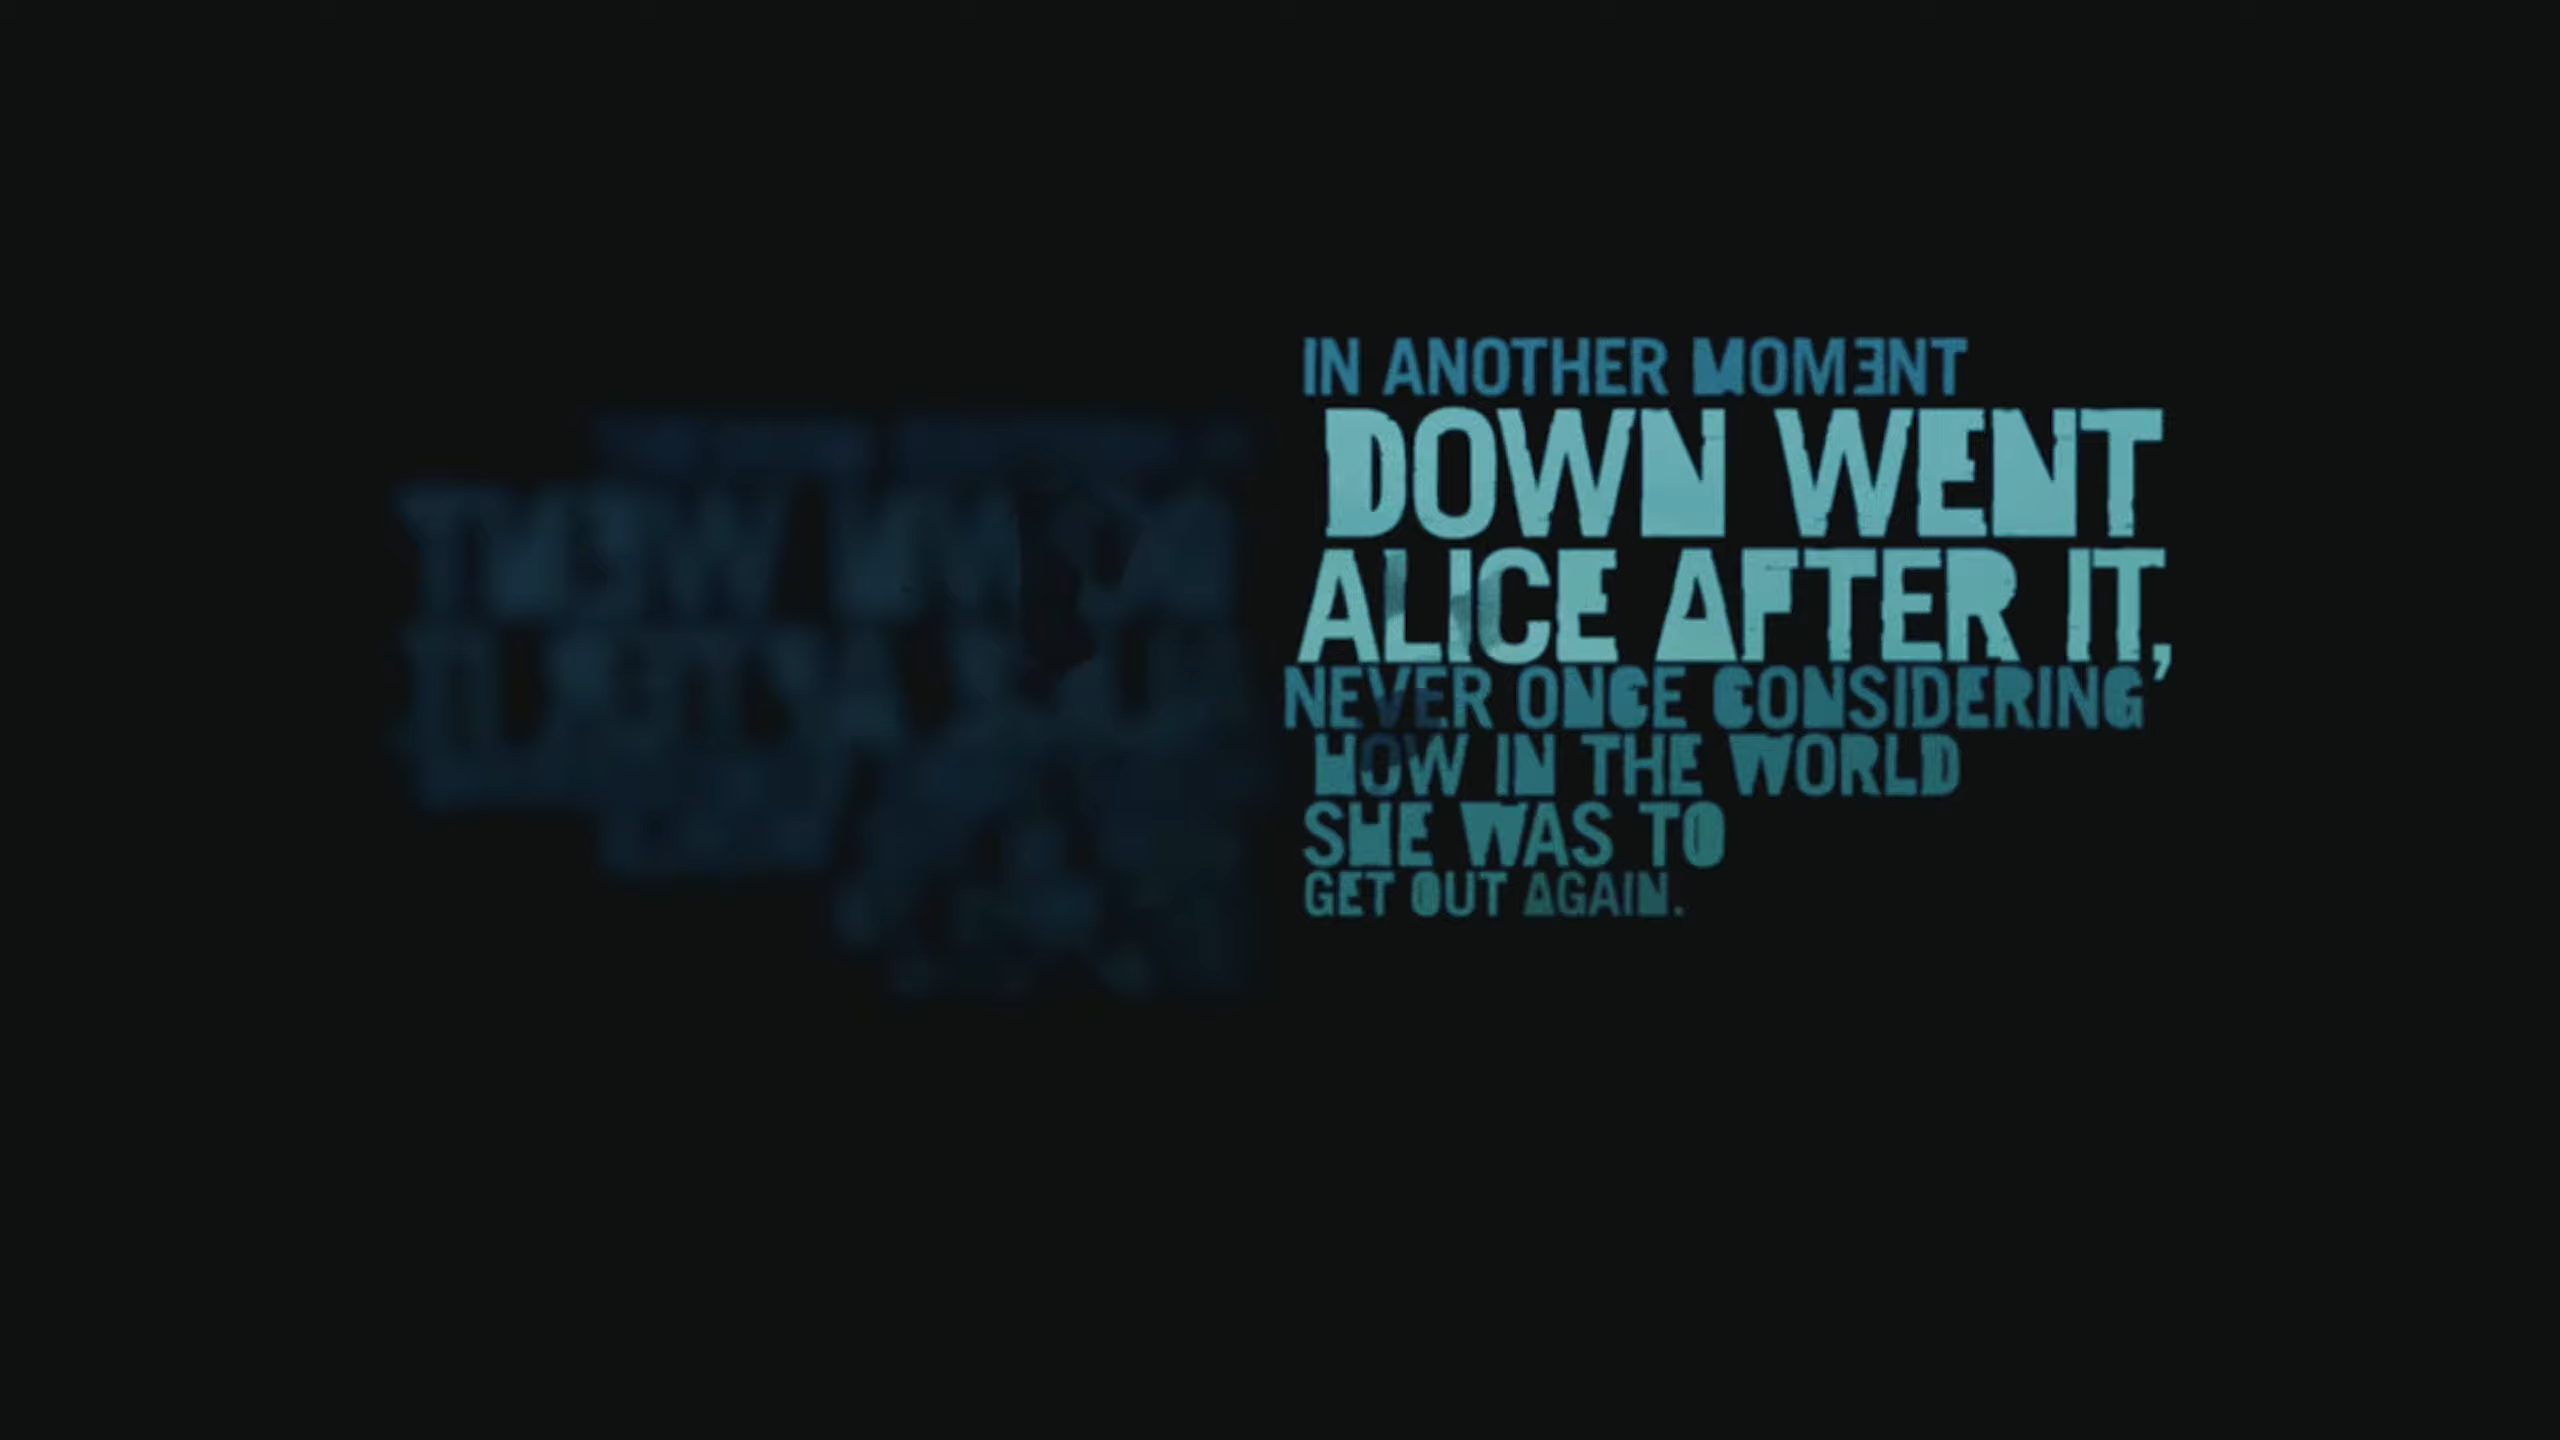 IN ANOTHER MOMENT
DOWN WENT
ALICE AFTER IT,
NEVER ONCE CONSIDERING
HOW IN THE WORLD
SHE WAS TO
GET OUT AGAIN.